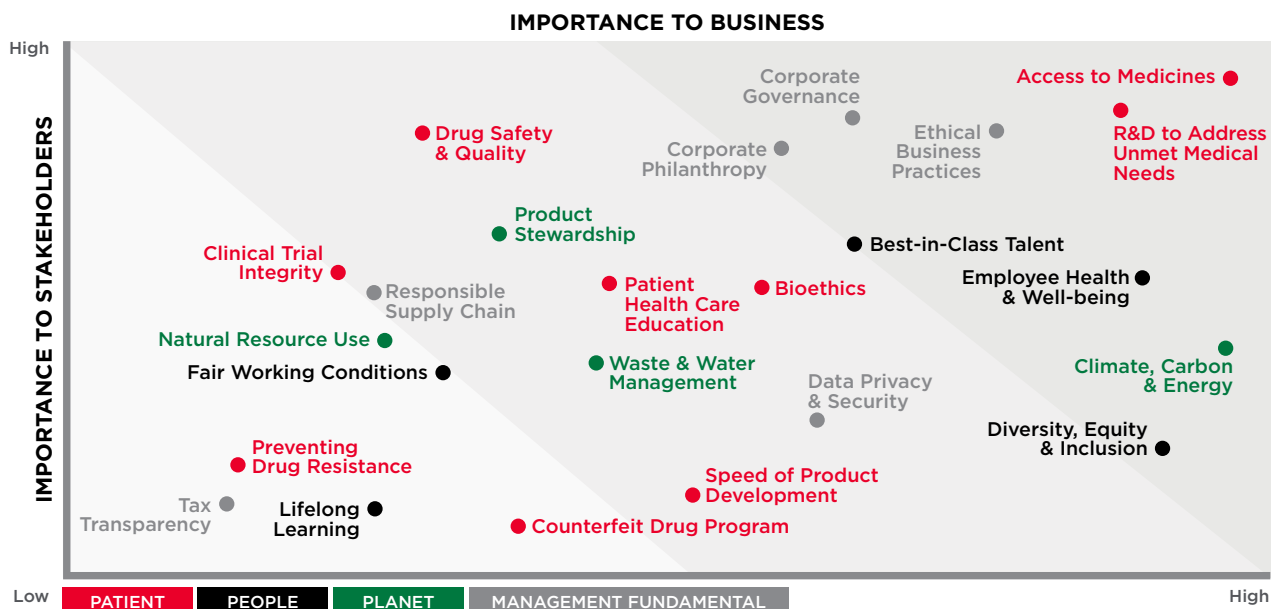 IMPORTANCE TO BUSINESS
High
IMPORTANCE TO STAKEHOLDERS
Access to Medicines
Corporate
Governance
R&D to Address
Unmet Medical
Needs
Drug Safety
& Quality
Ethical
Business
Practices
Corporate
Philanthropy
Product
Stewardship
Best-in-Class Talent
Clinical Trial
Integrity
Employee Health
& Well-being
Responsible
Supply Chain
Patient
Health Care
Education
Bioethics
Natural Resource Use
Fair Working Conditions
Waste & Water
Management
Climate, Carbon
& Energy
Data Privacy
& Security
Diversity, Equity
& Inclusion
Preventing
Drug Resistance
Speed of Product
Development
Tax
Transparency
Lifelong
Learning
Counterfeit Drug Program
Low
High
PATIENT
PEOPLE
PLANET
MANAGEMENT FUNDAMENTAL